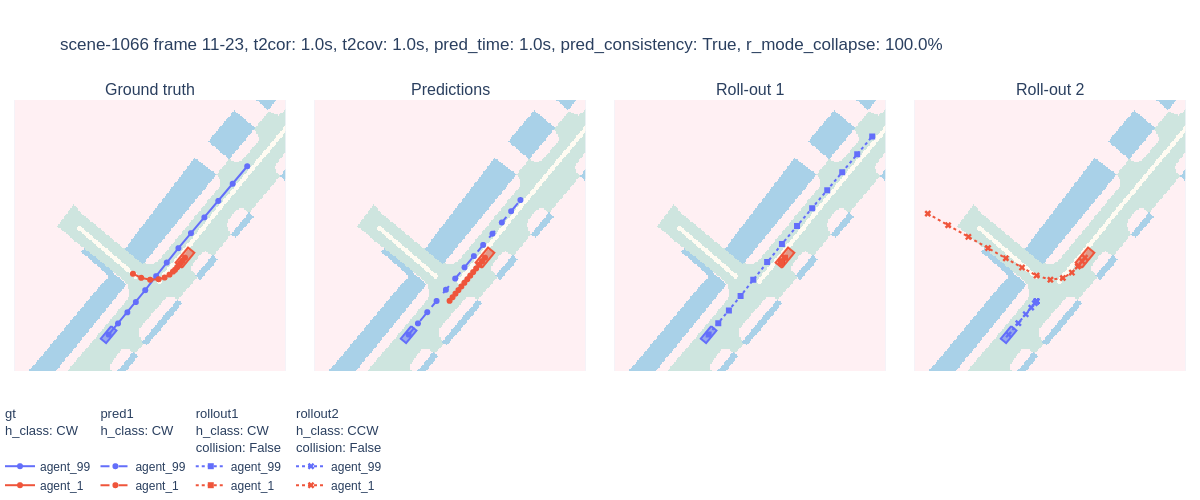 scene-1066 frame 11-23, t2cor: 1.0s, t2cov: 1.0s, pred_time: 1.0s, pred_consistency: True, r_mode_collapse: 100.0%
Ground truth
Predictions
Roll-out 1
Roll-out 2
gt
h_class: CW
agent_99
agent_1
pred1
h_class: CW
agent_99
agent_1
rollout1
h_class: CW
collision: False
agent_99
agent_1
rollout2
h_class: CCW
collision: False
agent_99
agent_1